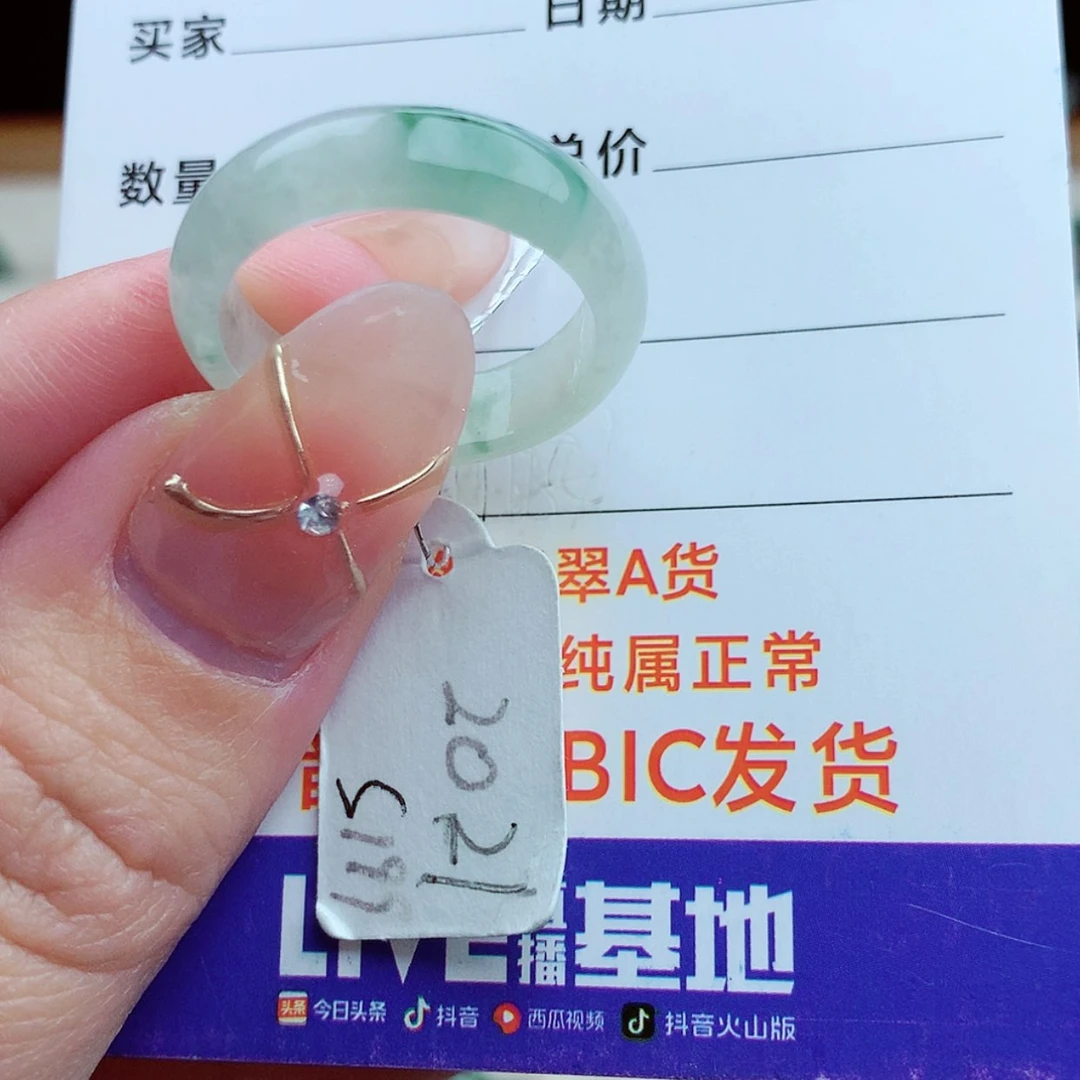 买家 日期
数量 总价
翠A货
纯属正常
BIC发货
LIVE 播 基地
头条 今日头条 抖音 西瓜视频 抖音火山版